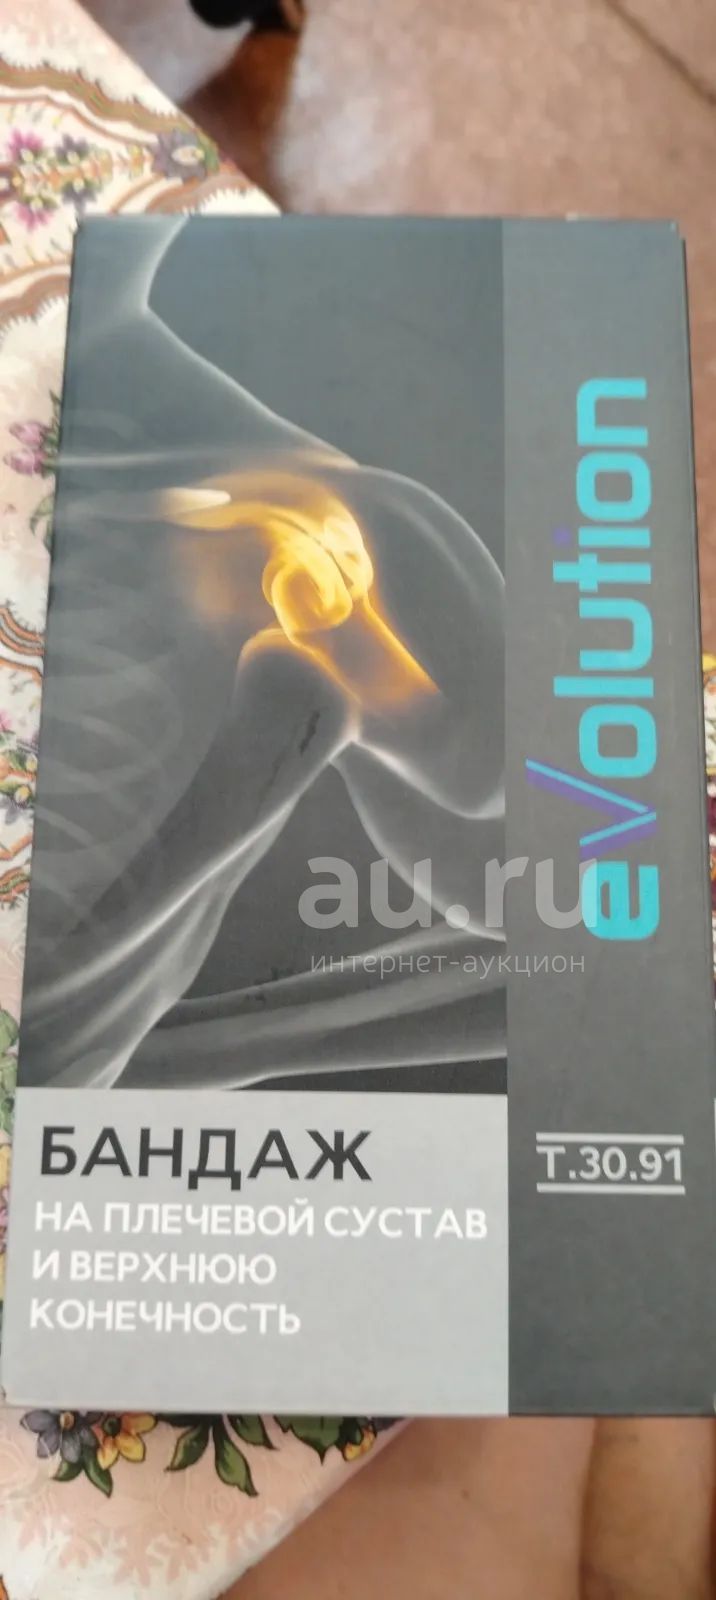 eVolution
au.ru
интернет-аукцион
БАНДАЖ
НА ПЛЕЧЕВОЙ СУСТАВ
И ВЕРХНЮЮ
КОНЕЧНОСТЬ
T.30.91